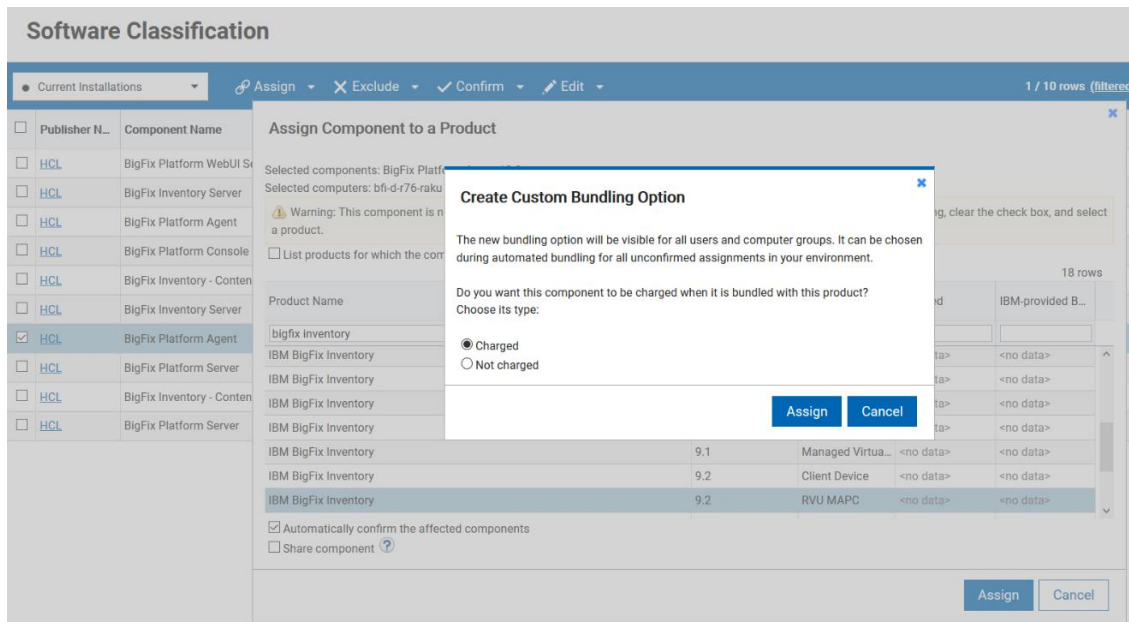 Software Classification
Current Installations Assign Exclude Confirm Edit 1 / 10 rows (filtered
Publisher N... Component Name
HCL BigFix Platform WebUI
HCL BigFix Inventory Server
HCL BigFix Platform Agent
HCL BigFix Platform Console
HCL BigFix Inventory - Conten
HCL BigFix Inventory Server
HCL BigFix Platform Agent
HCL BigFix Platform Server
HCL BigFix Inventory - Conten
HCL BigFix Platform Server
Assign Component to a Product
Selected components: BigFix
Selected computers: bfi-d-r76-raku
Warning: This component is n
clear the check box, and select
a product.
List products for which the com
18 rows
Product Name IBM-provided B...
bigfix inventory
IBM BigFix Inventory <no data>
IBM BigFix Inventory <no data>
IBM BigFix Inventory <no data>
IBM BigFix Inventory <no data>
IBM BigFix Inventory 9.1 Managed Virtua... <no data> <no data>
IBM BigFix Inventory 9.2 Client Device <no data> <no data>
IBM BigFix Inventory 9.2 RVU MAPC <no data> <no data>
Automatically confirm the affected components
Share component ?
Assign Cancel
Create Custom Bundling Option
The new bundling option will be visible for all users and computer groups. It can be chosen
during automated bundling for all unconfirmed assignments in your environment.
Do you want this component to be charged when it is bundled with this product?
Choose its type:
Charged
Not charged
Assign Cancel